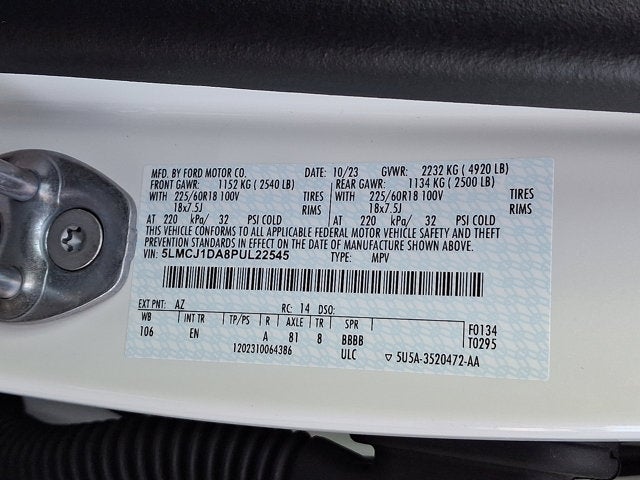 MFD. BY FORD MOTOR CO. DATE: 10/23 GVWR: 2232 KG ( 4920 LB)
FRONT GAWR: 1152 KG ( 2540 LB) REAR GAWR: 1134 KG ( 2500 LB)
WITH 225/60R18 100V TIRES WITH 225/60R18 100V TIRES
18x7.5J RIMS 18x7.5J RIMS
AT 220 kPa/ 32 PSI COLD AT 220 kPa/ 32 PSI COLD
THIS VEHICLE CONFORMS TO ALL APPLICABLE FEDERAL MOTOR VEHICLE SAFETY AND THEFT
PREVENTION STANDARDS IN EFFECT ON THE DATE OF MANUFACTURE SHOWN ABOVE.
VIN: 5LMCJ1DA8PUL22545 TYPE: MPV
EXT PNT: AZ RC: 14 DSO:
WB INT TR TP/PS R AXLE TR SPR F0134
106 EN A 81 8 BBBB T0295
1202310064386 ULC ▽ 5U5A-3520472-AA